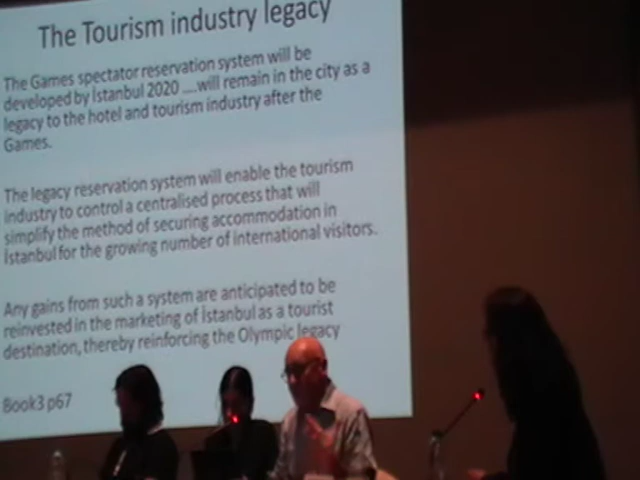 The Tourism industry legacy
The Games spectator reservation system will be
developed by İstanbul 2020 ....will remain in the city as a
legacy to the hotel and tourism industry after the
Games.
The legacy reservation system will enable the tourism
industry to control a centralised process that will
simplify the method of securing accommodation in
İstanbul for the growing number of international visitors.
Any gains from such a system are anticipated to be
reinvested in the marketing of İstanbul as a tourist
destination, thereby reinforcing the Olympic legacy
Book3 p67